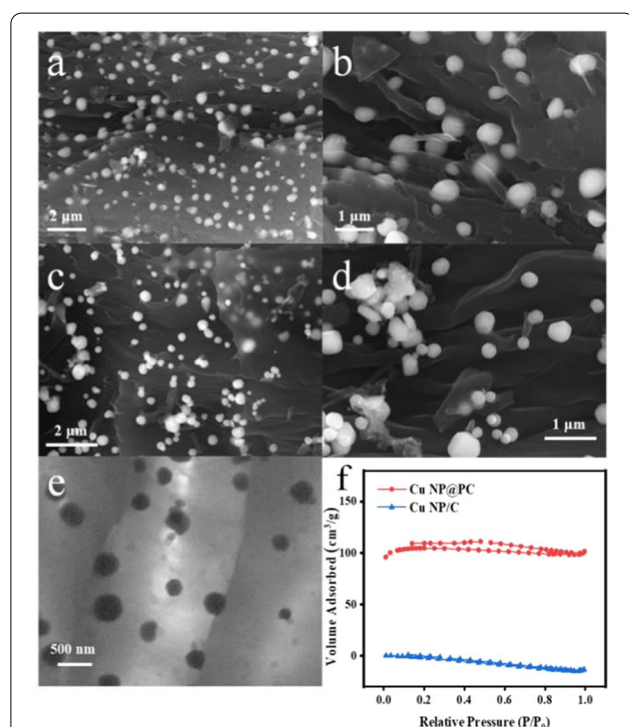 a
b
2 μm
1 μm
c
d
2 μm
1 μm
e
500 nm
f
Cu NP@PC
Cu NP/C
Volume Adsorbed (cm³/g)
150
100
50
0
0.0 0.2 0.4 0.6 0.8 1.0
Relative Pressure (P/P₀)